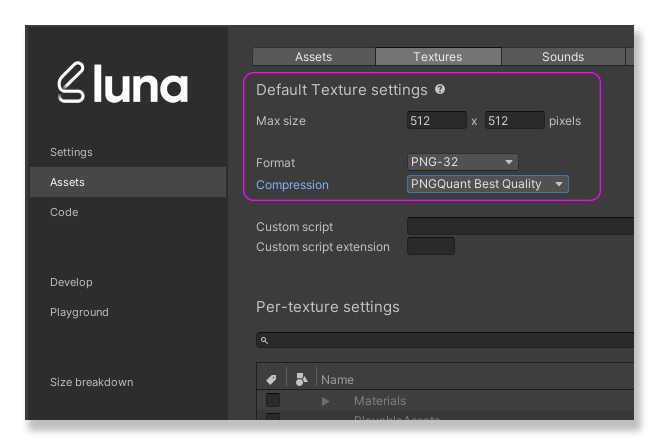 luna
Assets Textures Sounds
Default Texture settings ?
Max size 512 x 512 pixels
Settings
Format PNG-32
Assets
Compression PNGQuant Best Quality
Code
Custom script
Custom script extension
Develop
Playground
Per-texture settings
Size breakdown
Name
Materials
PlayableAssets